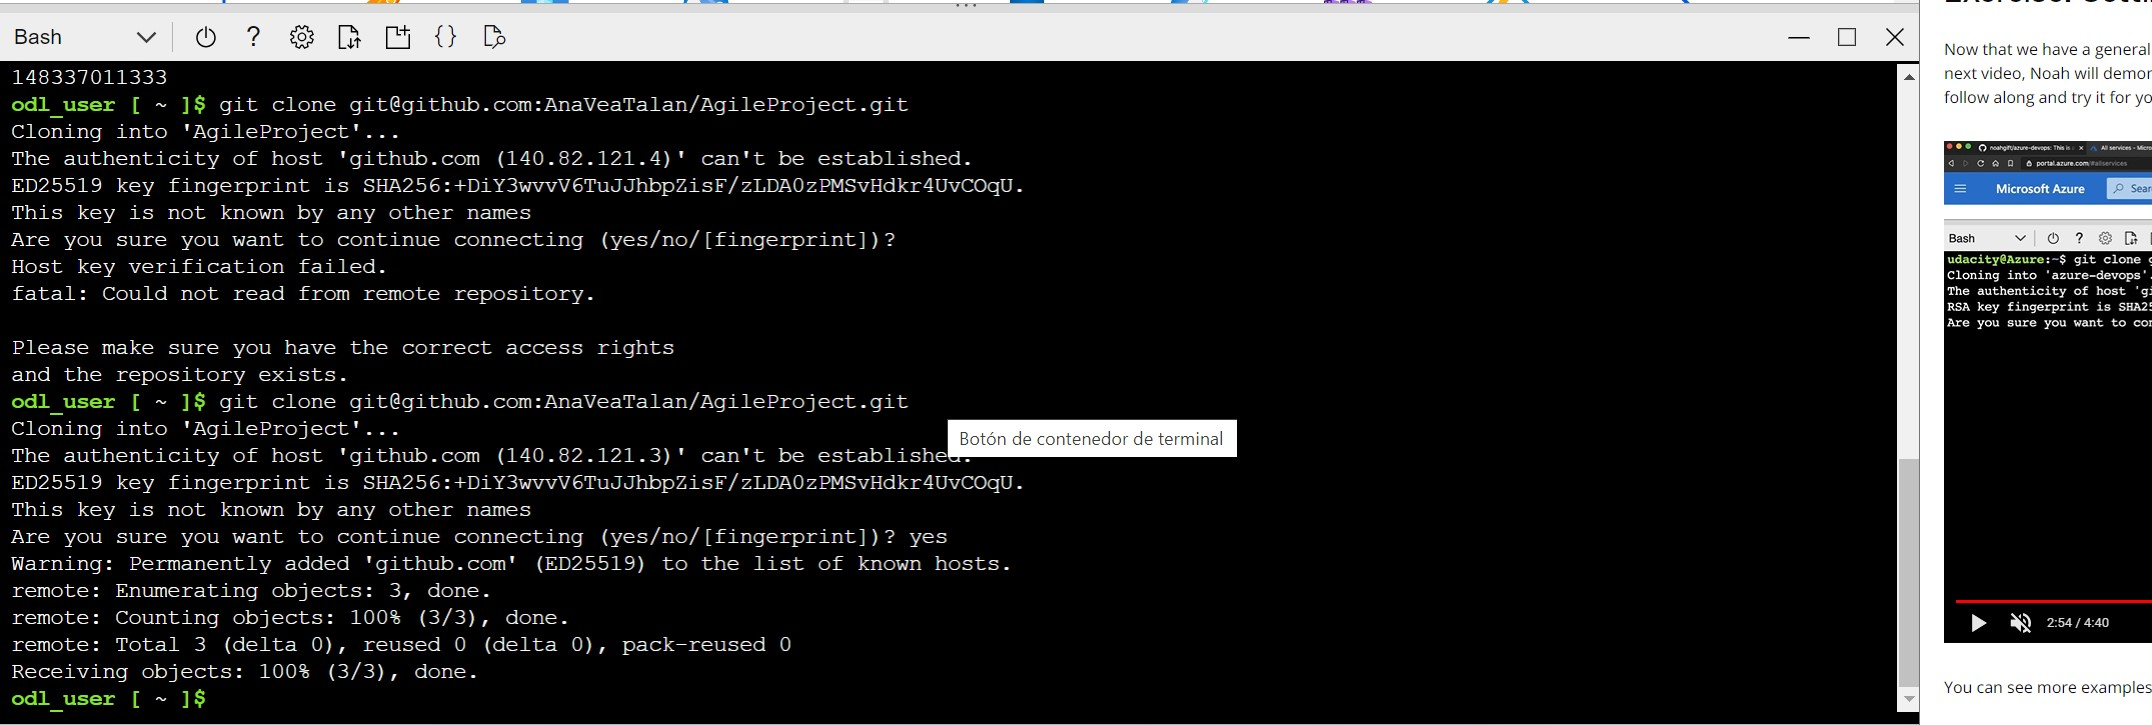 Bash
148337011333
odl_user [ ~ ]$ git clone git@github.com:AnaVeaTalan/AgileProject.git
Cloning into 'AgileProject'...
The authenticity of host 'github.com (140.82.121.4)' can't be established.
ED25519 key fingerprint is SHA256:+DiY3wvvV6TuJJhbpZisF/zLDA0zPMSvHdkr4UvCOqU.
This key is not known by any other names
Are you sure you want to continue connecting (yes/no/[fingerprint])?
Host key verification failed.
fatal: Could not read from remote repository.
Please make sure you have the correct access rights
and the repository exists.
odl_user [ ~ ]$ git clone git@github.com:AnaVeaTalan/AgileProject.git
Cloning into 'AgileProject'...
Botón de contenedor de terminal
The authenticity of host 'github.com (140.82.121.3)' can't be established.
ED25519 key fingerprint is SHA256:+DiY3wvvV6TuJJhbpZisF/zLDA0zPMSvHdkr4UvCOqU.
This key is not known by any other names
Are you sure you want to continue connecting (yes/no/[fingerprint])? yes
Warning: Permanently added 'github.com' (ED25519) to the list of known hosts.
remote: Enumerating objects: 3, done.
remote: Counting objects: 100% (3/3), done.
remote: Total 3 (delta 0), reused 0 (delta 0), pack-reused 0
Receiving objects: 100% (3/3), done.
odl_user [ ~ ]$
Now that we have a general
next video, Noah will demon
follow along and try it for yo
noahgift/azure-devops: This is
All services - Micro
portal.azure.com/#allservices
Microsoft Azure
Sear
Bash
udacity@Azure:~$ git clone g
Cloning into 'azure-devops'.
The authenticity of host 'gi
RSA key fingerprint is SHA25
Are you sure you want to con
2:54 / 4:40
You can see more examples